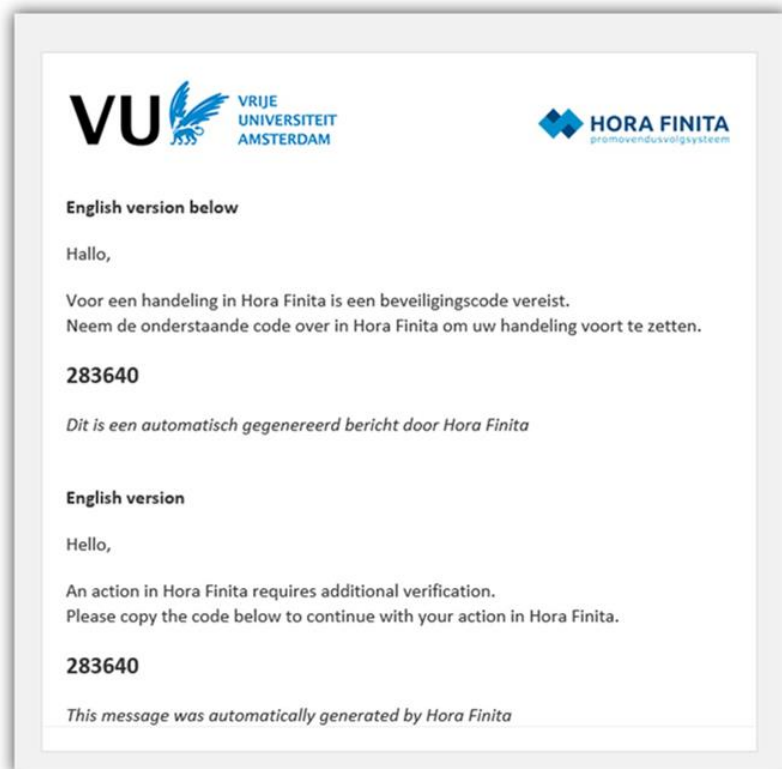 VU VRIJE
UNIVERSITEIT
AMSTERDAM
HORA FINITA
promovendusvolgsysteem
English version below
Hallo,
Voor een handeling in Hora Finita is een beveiligingscode vereist.
Neem de onderstaande code over in Hora Finita om uw handeling voort te zetten.
283640
Dit is een automatisch gegenereerd bericht door Hora Finita
English version
Hello,
An action in Hora Finita requires additional verification.
Please copy the code below to continue with your action in Hora Finita.
283640
This message was automatically generated by Hora Finita